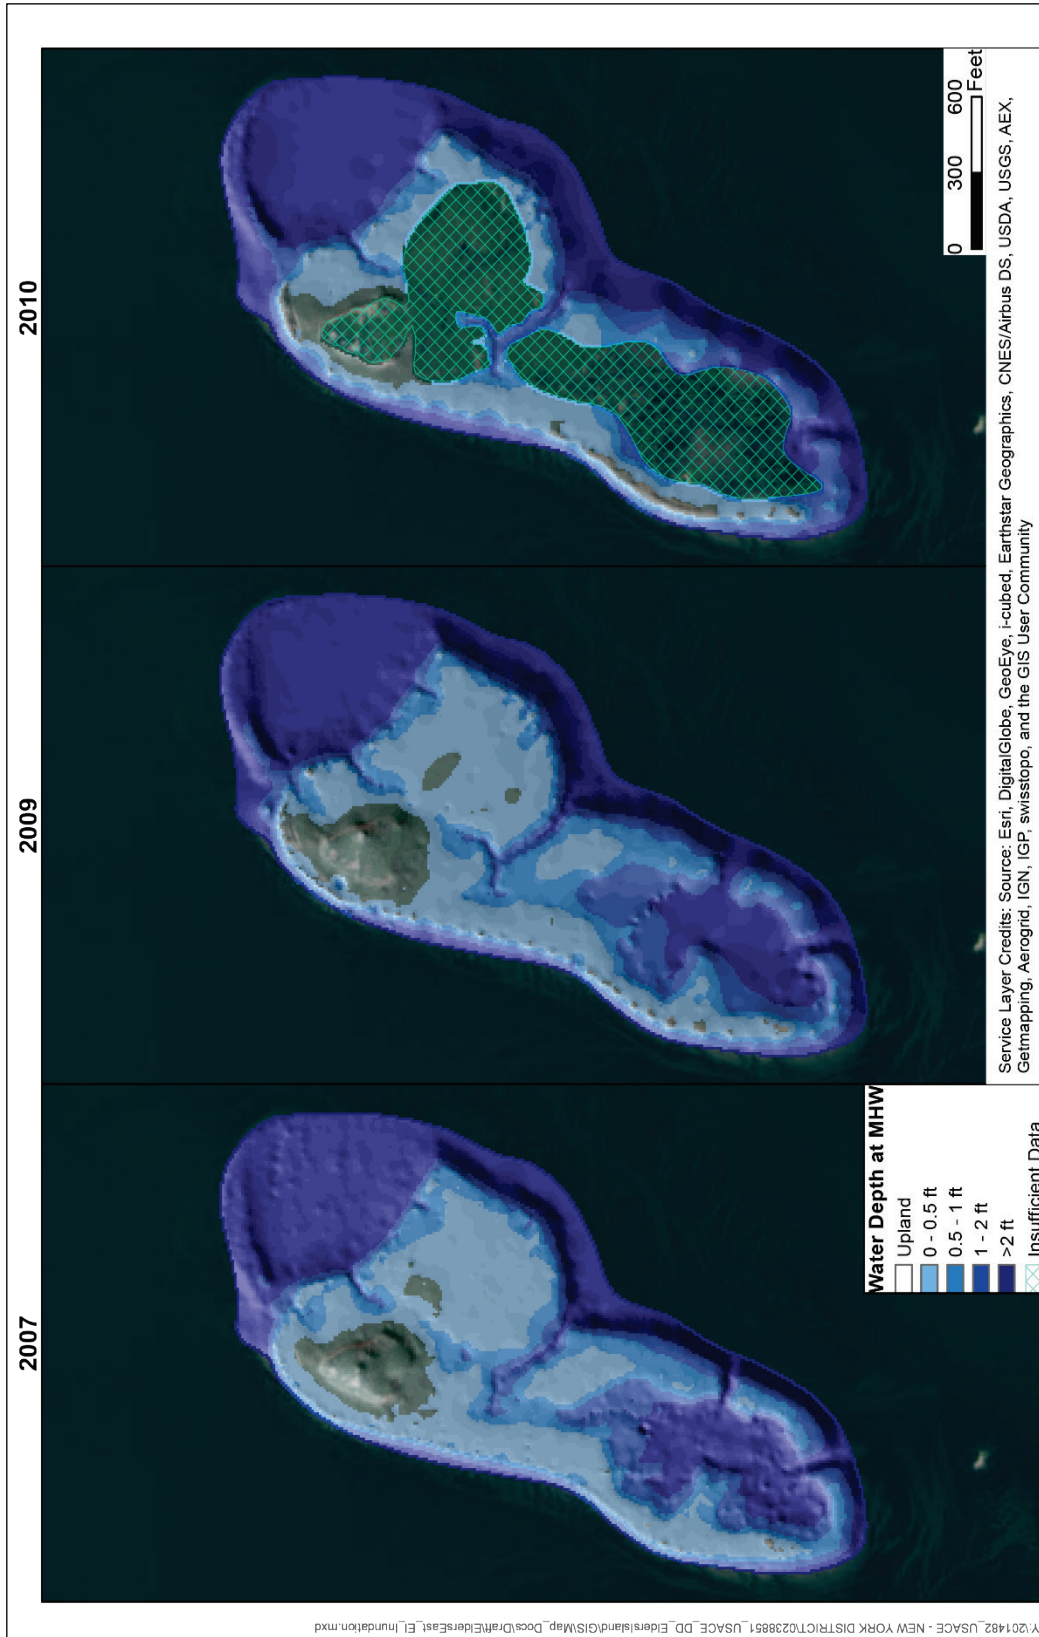 2007
2009
2010
Water Depth at MHW
Upland
0 - 0.5 ft
0.5 - 1 ft
1 - 2 ft
>2 ft
Insufficient Data
0 300 600
Feet
Service Layer Credits: Source: Esri, DigitalGlobe, GeoEye, i-cubed, Earthstar Geographics, CNES/Airbus DS, USDA, USGS, AEX,
Getmapping, Aerogrid, IGN, IGP, swisstopo, and the GIS User Community
Y:\201482_USACE - NEW YORK DISTRICT\0238851_USACE_DD_EldersIsland\GIS\Map_Docs\Draft\EldersEast_EI_Inundation.mxd